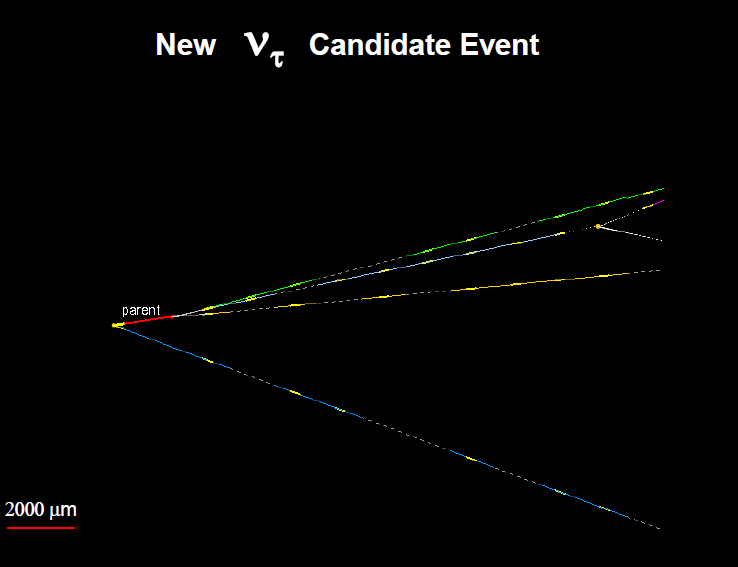 New ντ Candidate Event
parent
2000 μm